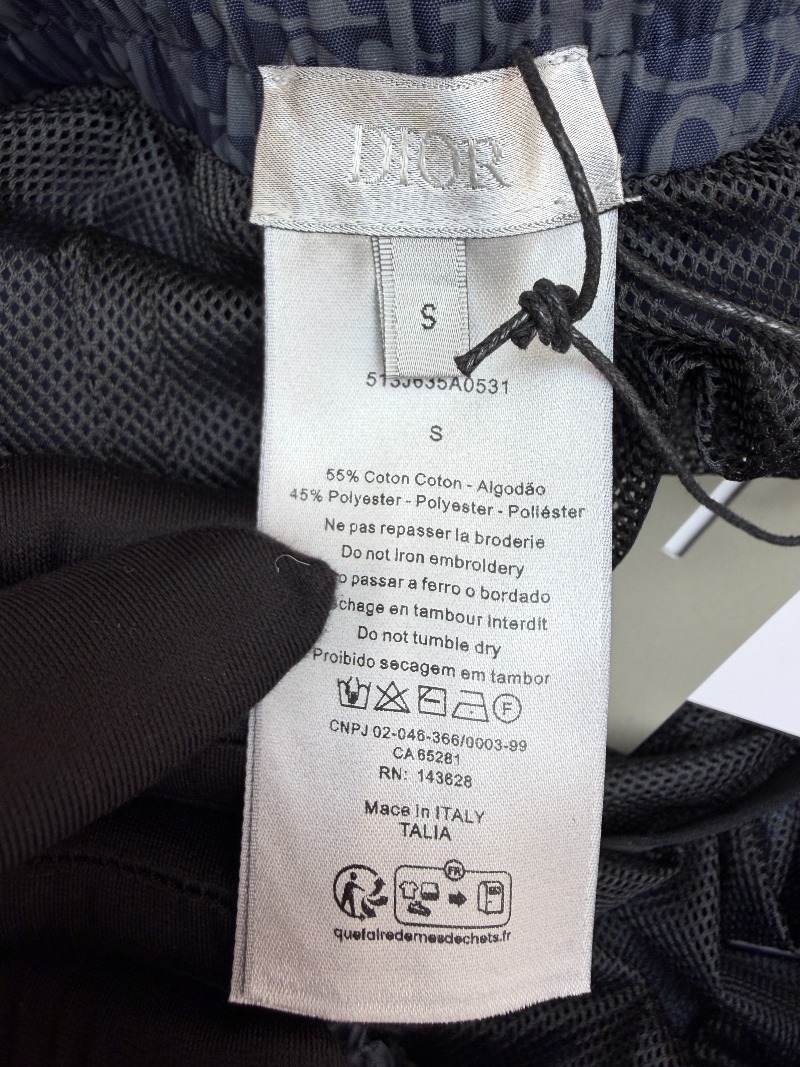 DIOR
S
513J635A0531
S
55% Coton Coton - Algodão
45% Polyester - Polyester - Poliéster
Ne pas repasser la broderie
Do not iron embroidery
passar a ferro o bordado
en tambour interdit
Do not tumble dry
Proibido secagem em tambor
F
CNPJ 02-046-366/0003-99
CA 65281
RN: 143628
Made in ITALY
TALIA
FR
quefairedemesdechets.fr